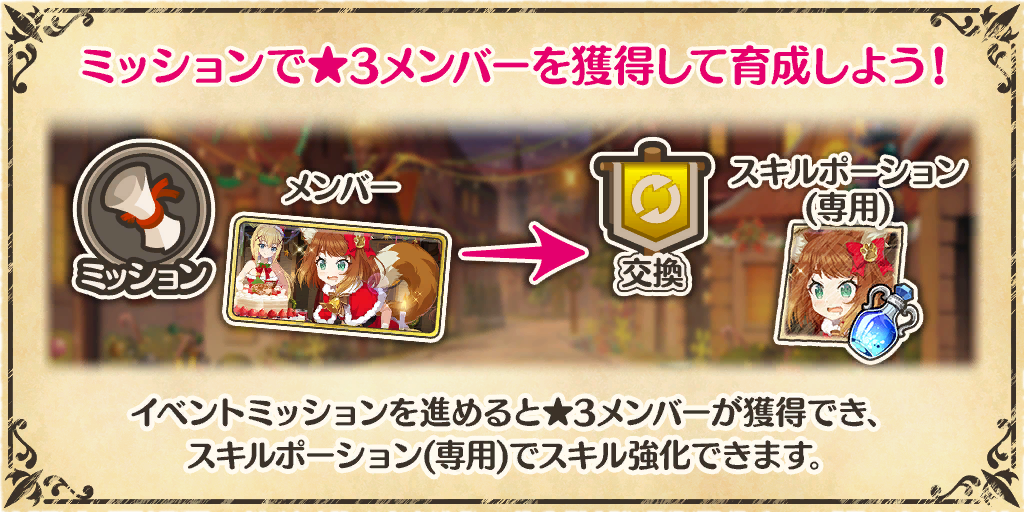 ミッションで★3メンバーを獲得して育成しよう!
ミッション
メンバー
交換
スキルポーション
(専用)
イベントミッションを進めると★3メンバーが獲得でき、
スキルポーション(専用)でスキル強化できます。